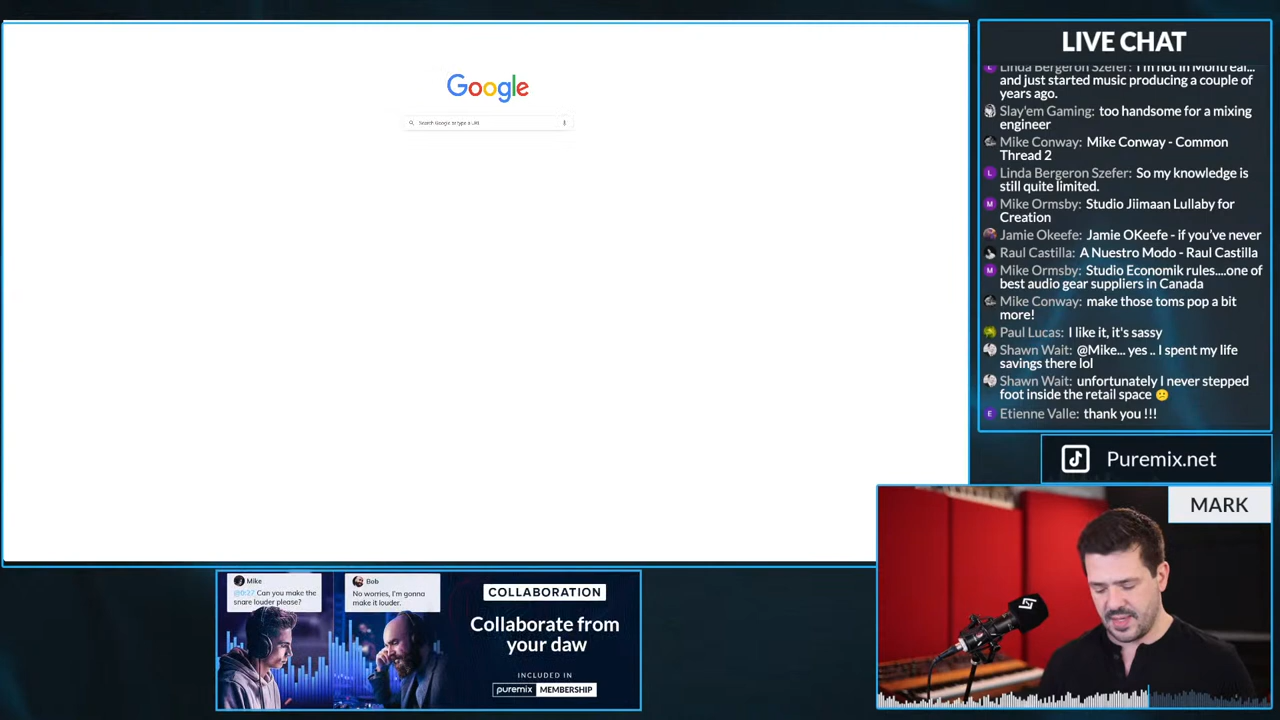 Google
Search Google or type a URL
LIVE CHAT
Linda Bergeron Szefer: I'm not in Montreal...
and just started music producing a couple of
years ago.
Slay'em Gaming: too handsome for a mixing
engineer
Mike Conway: Mike Conway - Common
Thread 2
Linda Bergeron Szefer: So my knowledge is
still quite limited.
Mike Ormsby: Studio Jiimaan Lullaby for
Creation
Jamie Okeefe: Jamie OKeefe - if you've never
Raul Castilla: A Nuestro Modo - Raul Castilla
Mike Ormsby: Studio Economik rules....one of
best audio gear suppliers in Canada
Mike Conway: make those toms pop a bit
more!
Paul Lucas: I like it, it's sassy
Shawn Wait: @Mike... yes .. I spent my life
savings there lol
Shawn Wait: unfortunately I never stepped
foot inside the retail space 😕
Etienne Valle: thank you !!!
Puremix.net
MARK
Mike
@0:37 Can you make the
snare louder please?
Bob
No worries, I'm gonna
make it louder.
COLLABORATION
Collaborate from
your daw
INCLUDED IN
puremix MEMBERSHIP